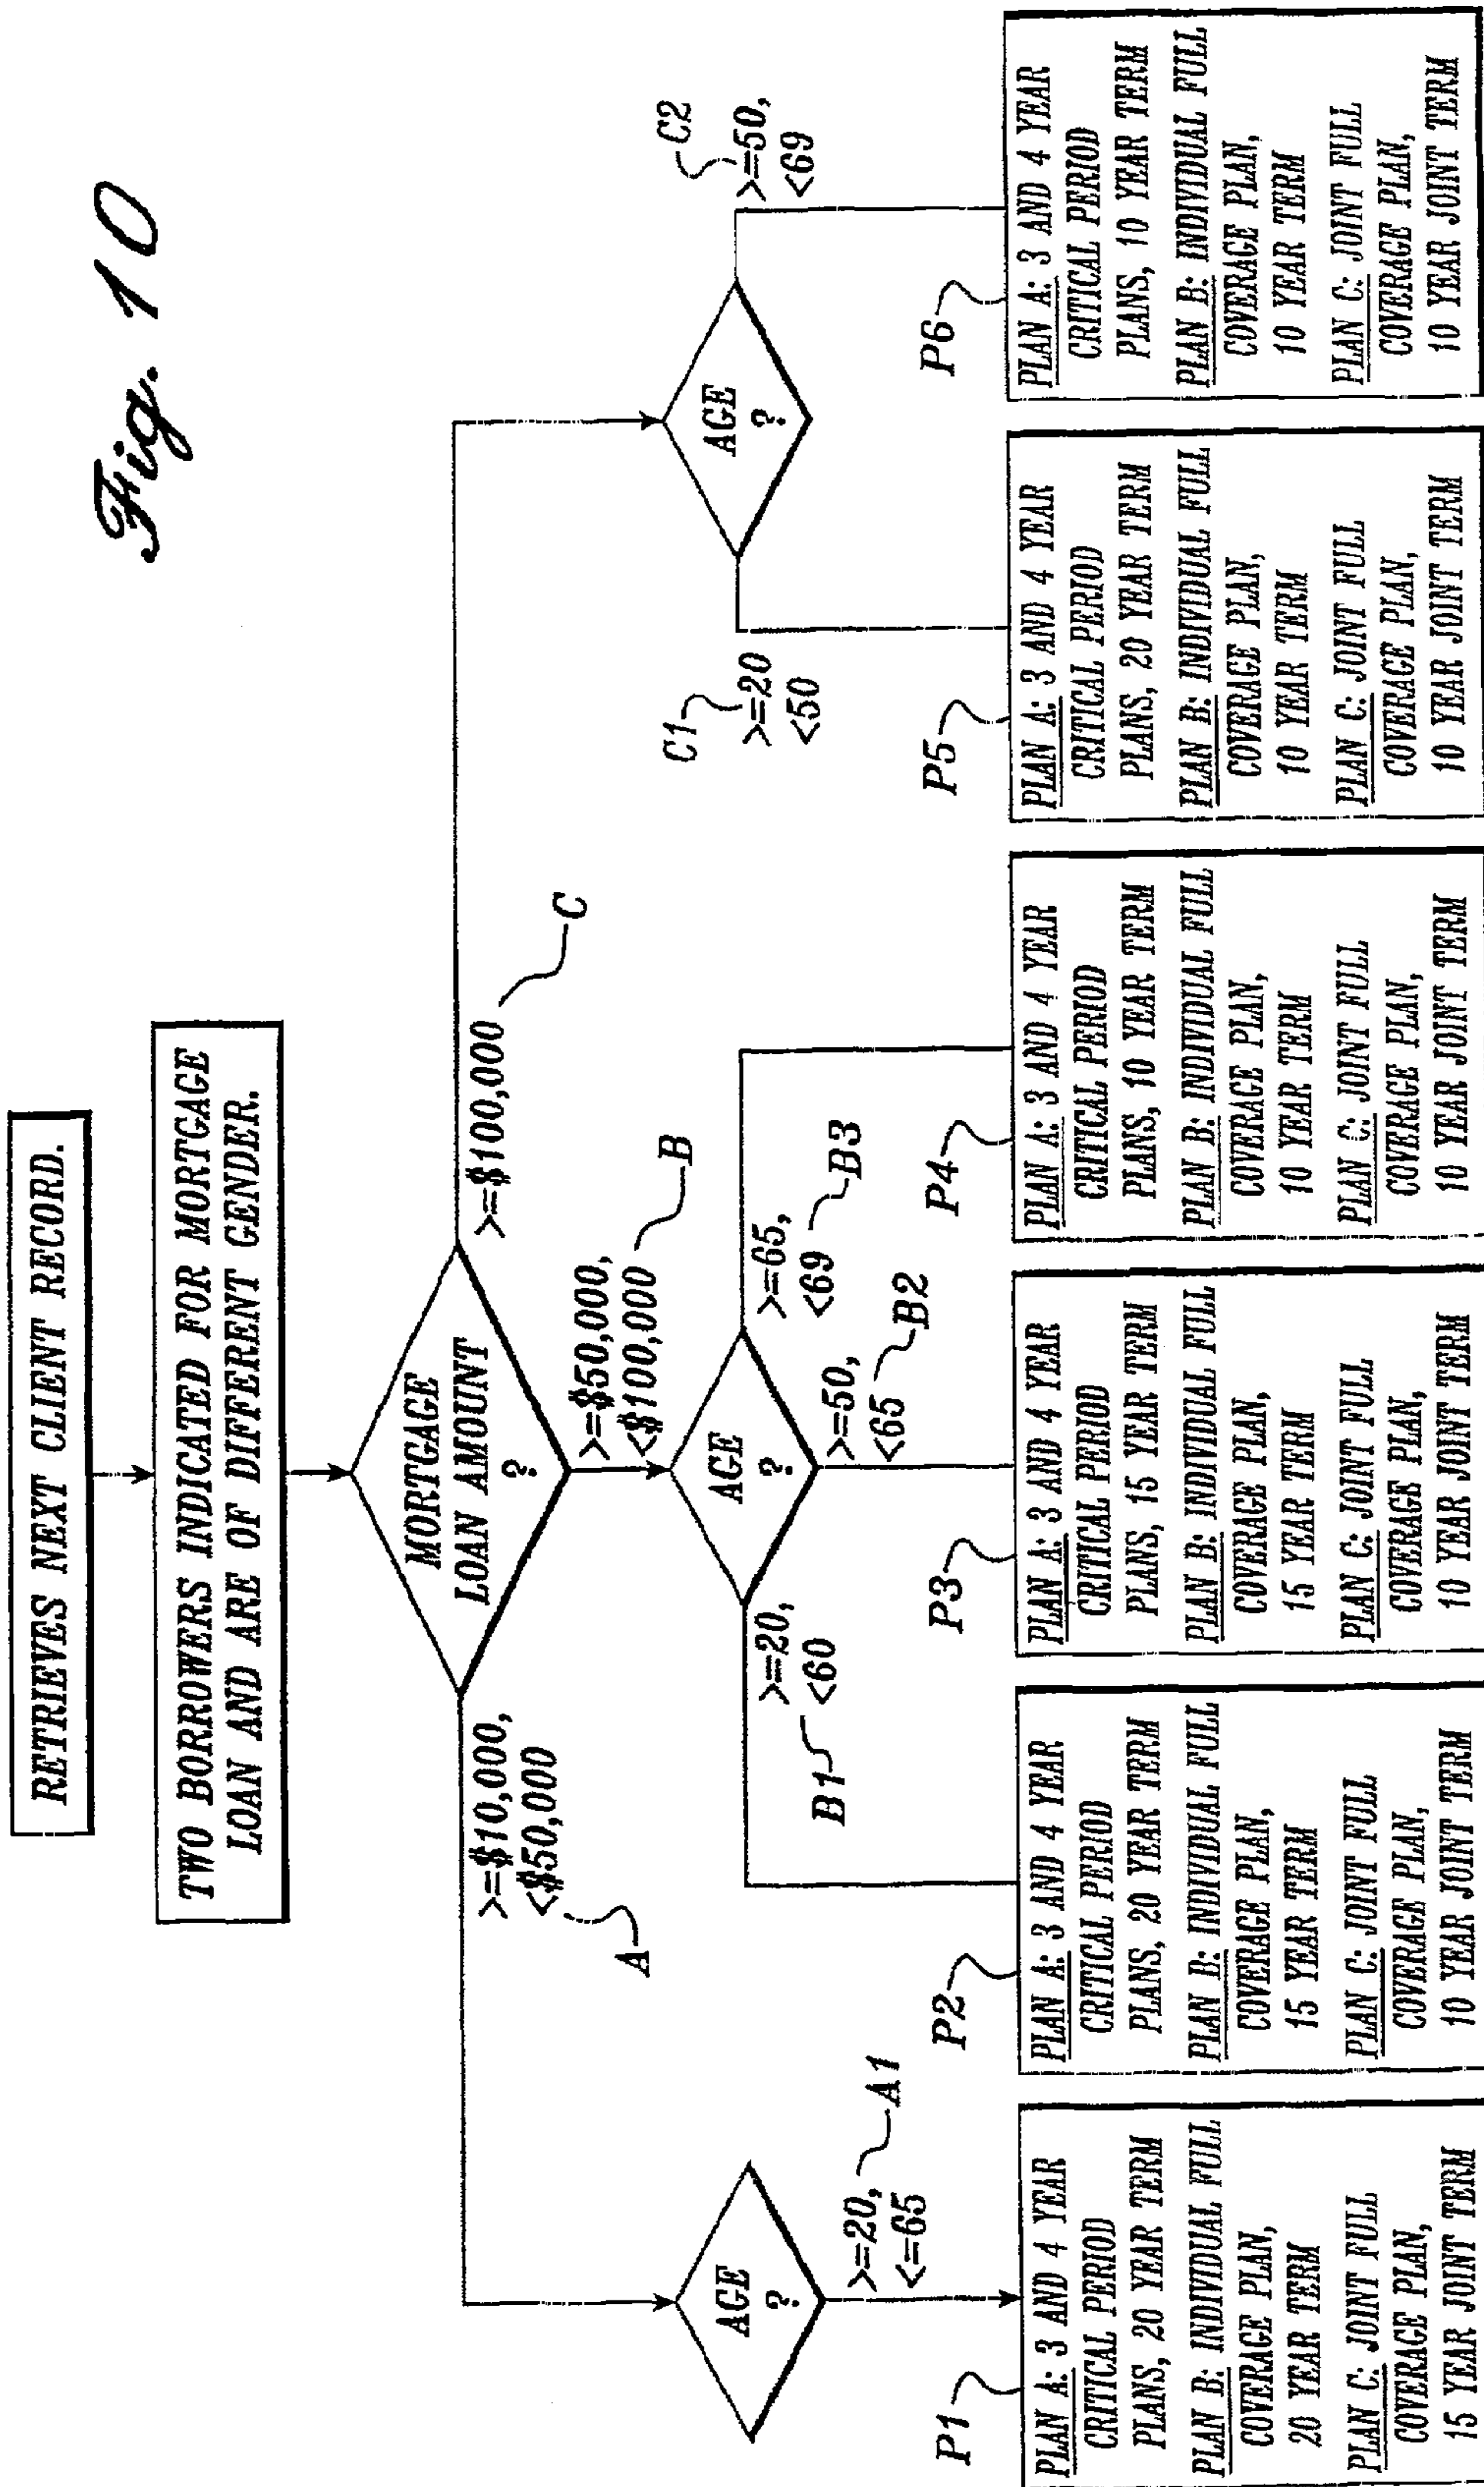 Fig. 10
RETRIEVES NEXT CLIENT RECORD.
TWO BORROWERS INDICATED FOR MORTGAGE
LOAN AND ARE OF DIFFERENT GENDER.
MORTGAGE
LOAN AMOUNT
?
>=$10,000,
<$50,000
A
>=$50,000,
<$100,000
B
>=$100,000
C
AGE
?
>=20,
<=65
A1
AGE
?
>=20,
<60
B1
>=50,
<65
B2
>=65,
<69
B3
AGE
?
C1
>=20
<50
C2
>=50,
<69
P1
PLAN A: 3 AND 4 YEAR
CRITICAL PERIOD
PLANS, 20 YEAR TERM
PLAN B: INDIVIDUAL FULL
COVERAGE PLAN,
20 YEAR TERM
PLAN C: JOINT FULL
COVERAGE PLAN,
15 YEAR JOINT TERM
P2
PLAN A: 3 AND 4 YEAR
CRITICAL PERIOD
PLANS, 20 YEAR TERM
PLAN B: INDIVIDUAL FULL
COVERAGE PLAN,
15 YEAR TERM
PLAN C: JOINT FULL
COVERAGE PLAN,
10 YEAR JOINT TERM
P3
PLAN A: 3 AND 4 YEAR
CRITICAL PERIOD
PLANS, 15 YEAR TERM
PLAN B: INDIVIDUAL FULL
COVERAGE PLAN,
15 YEAR TERM
PLAN C: JOINT FULL
COVERAGE PLAN,
10 YEAR JOINT TERM
P4
PLAN A: 3 AND 4 YEAR
CRITICAL PERIOD
PLANS, 10 YEAR TERM
PLAN B: INDIVIDUAL FULL
COVERAGE PLAN,
10 YEAR TERM
PLAN C: JOINT FULL
COVERAGE PLAN,
10 YEAR JOINT TERM
P5
PLAN A: 3 AND 4 YEAR
CRITICAL PERIOD
PLANS, 20 YEAR TERM
PLAN B: INDIVIDUAL FULL
COVERAGE PLAN,
10 YEAR TERM
PLAN C: JOINT FULL
COVERAGE PLAN,
10 YEAR JOINT TERM
P6
PLAN A: 3 AND 4 YEAR
CRITICAL PERIOD
PLANS, 10 YEAR TERM
PLAN B: INDIVIDUAL FULL
COVERAGE PLAN,
10 YEAR TERM
PLAN C: JOINT FULL
COVERAGE PLAN,
10 YEAR JOINT TERM